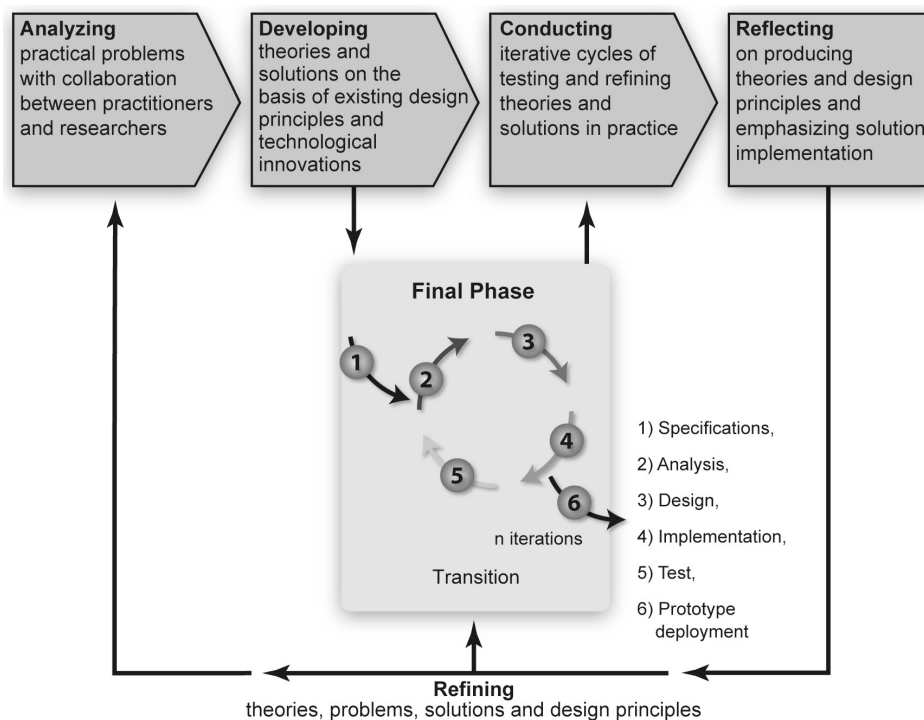 Analyzing
practical problems
with collaboration
between practitioners
and researchers
Developing
theories and
solutions on the
basis of existing design
principles and
technological
innovations
Conducting
iterative cycles of
testing and refining
theories and
solutions in practice
Reflecting
on producing
theories and design
principles and
emphasizing solution
implementation
Final Phase
1
2
3
4
5
6
n iterations
Transition
1) Specifications,
2) Analysis,
3) Design,
4) Implementation,
5) Test,
6) Prototype
deployment
Refining
theories, problems, solutions and design principles